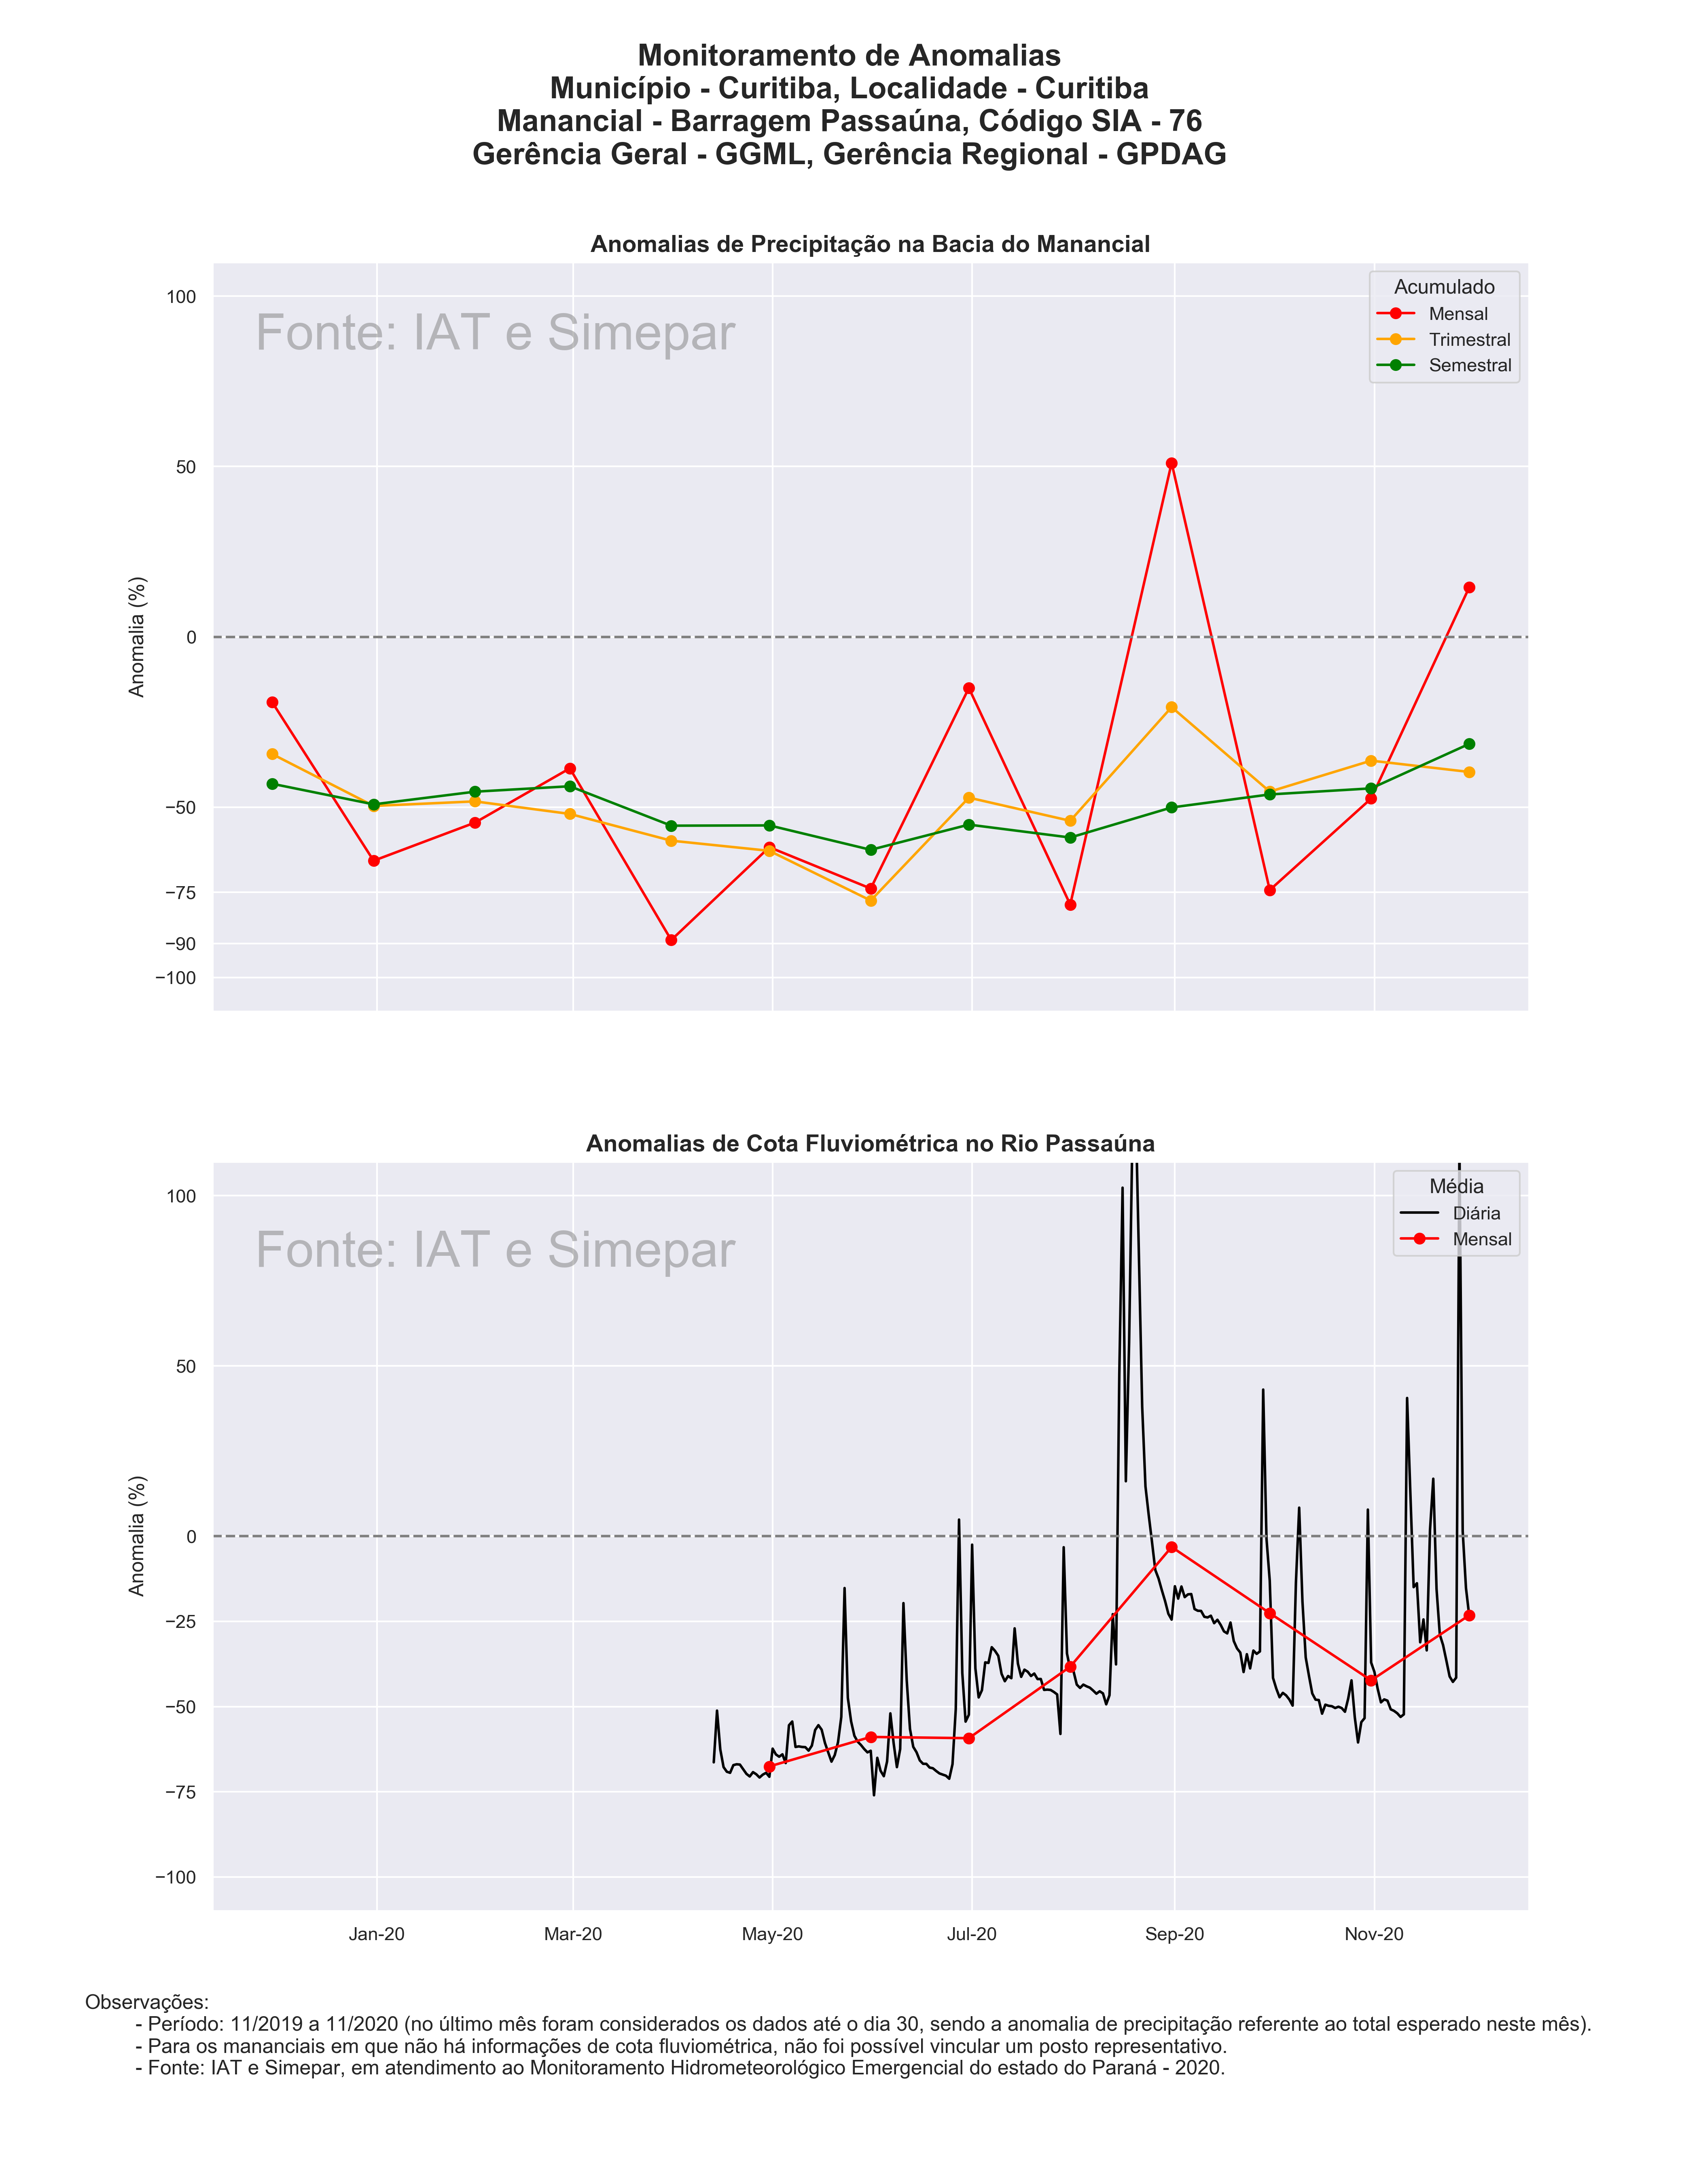 Monitoramento de Anomalias
Município - Curitiba, Localidade - Curitiba
Manancial - Barragem Passaúna, Código SIA - 76
Gerência Geral - GGML, Gerência Regional - GPDAG
Anomalias de Precipitação na Bacia do Manancial
Fonte: IAT e Simepar
Acumulado
Mensal
Trimestral
Semestral
Anomalia (%)
100
50
0
−50
−75
−90
−100
Anomalias de Cota Fluviométrica no Rio Passaúna
Fonte: IAT e Simepar
Média
Diária
Mensal
Anomalia (%)
100
50
0
−25
−50
−75
−100
Jan-20 Mar-20 May-20 Jul-20 Sep-20 Nov-20
Observações:
- Período: 11/2019 a 11/2020 (no último mês foram considerados os dados até o dia 30, sendo a anomalia de precipitação referente ao total esperado neste mês).
- Para os mananciais em que não há informações de cota fluviométrica, não foi possível vincular um posto representativo.
- Fonte: IAT e Simepar, em atendimento ao Monitoramento Hidrometeorológico Emergencial do estado do Paraná - 2020.